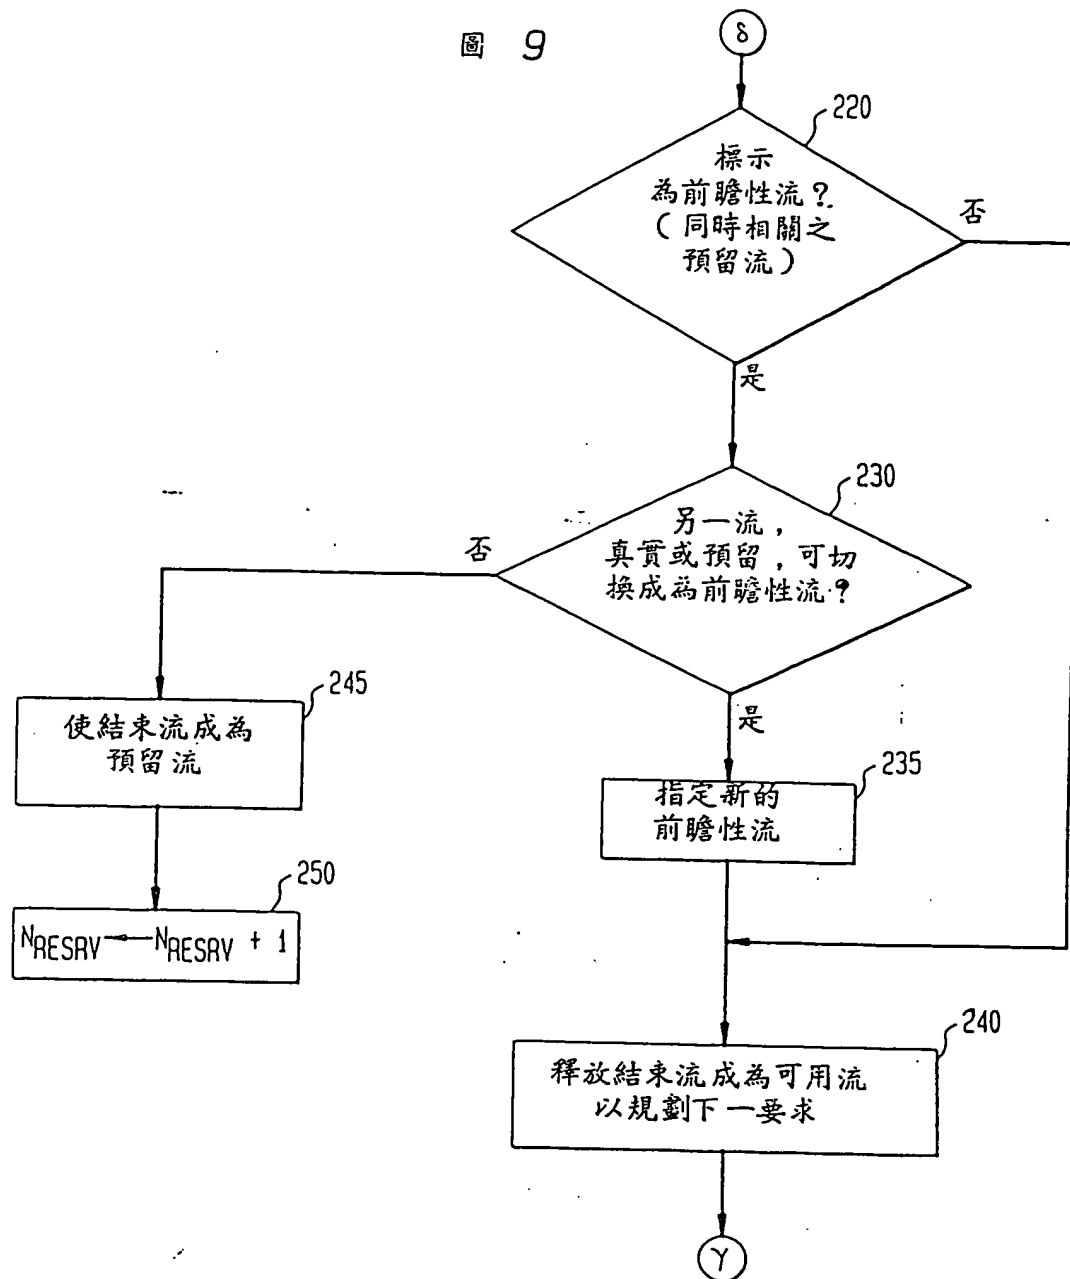 圖 9
δ
220
標示
為前瞻性流?
(同時相關之
預留流)
否
是
230
另一流,
真實或預留,可切
換成為前瞻性流?
否
是
245
使結束流成為
預留流
235
指定新的
前瞻性流
250
N_RESRV ← N_RESRV + 1
240
釋放結束流成為可用流
以規劃下一要求
γ